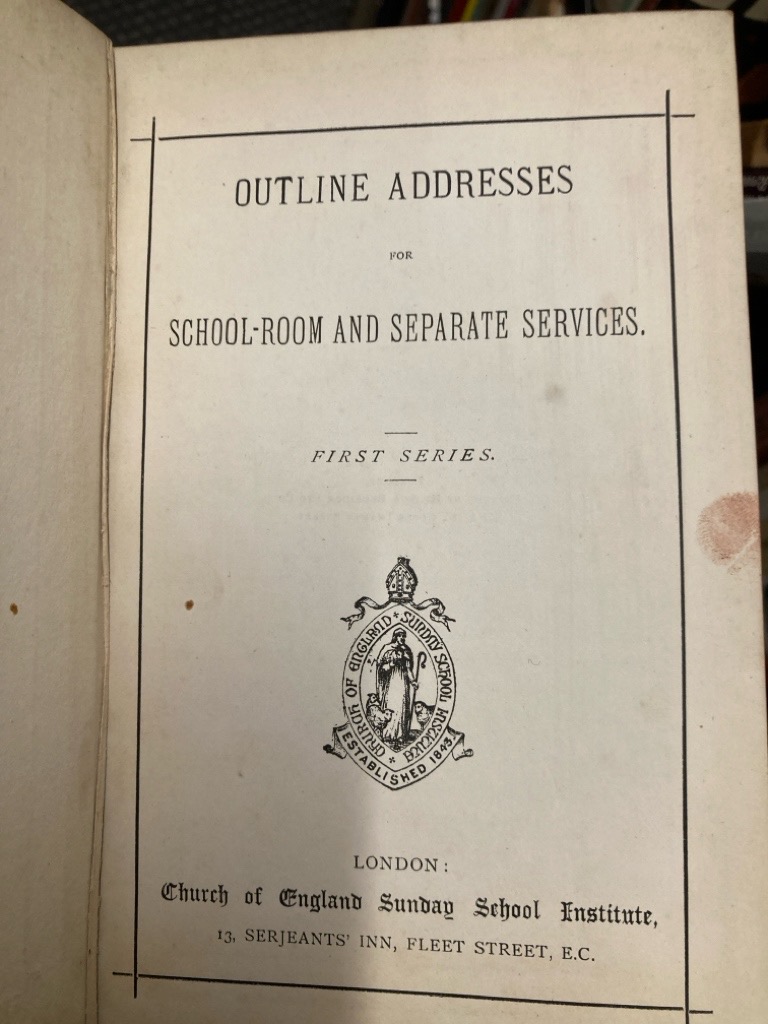 OUTLINE ADDRESSES
FOR
SCHOOL-ROOM AND SEPARATE SERVICES.
FIRST SERIES.
CHURCH OF ENGLAND + SUNDAY SCHOOL INSTITUTE +
ESTABLISHED 1843
LONDON:
Church of England Sunday School Institute,
13, SERJEANTS' INN, FLEET STREET, E.C.